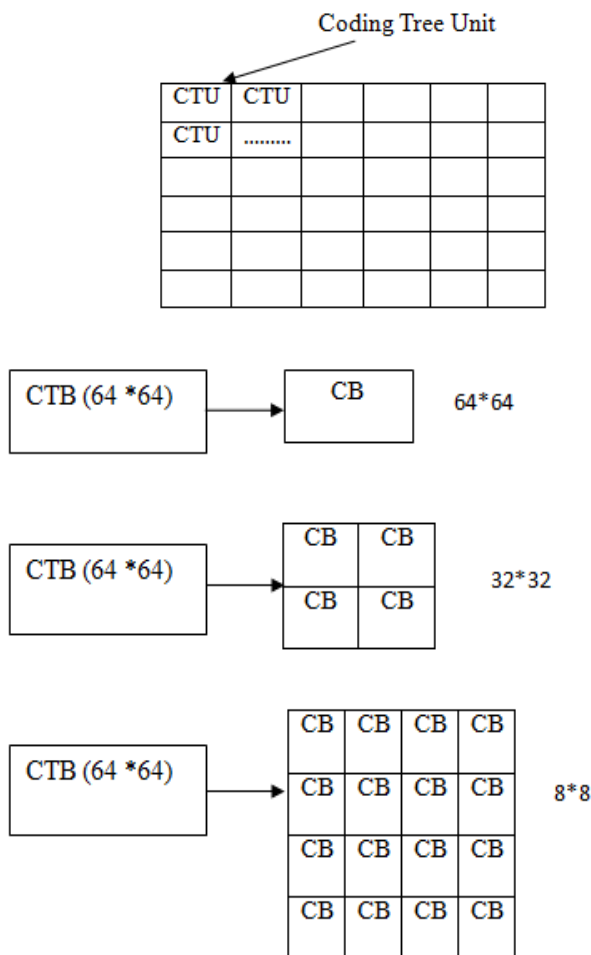 Coding Tree Unit
CTU CTU
CTU .........
CTB (64 *64) CB 64*64
CB CB
CTB (64 *64) 32*32
CB CB
CB CB CB CB
CTB (64 *64)
CB CB CB CB 8*8
CB CB CB CB
CB CB CB CB